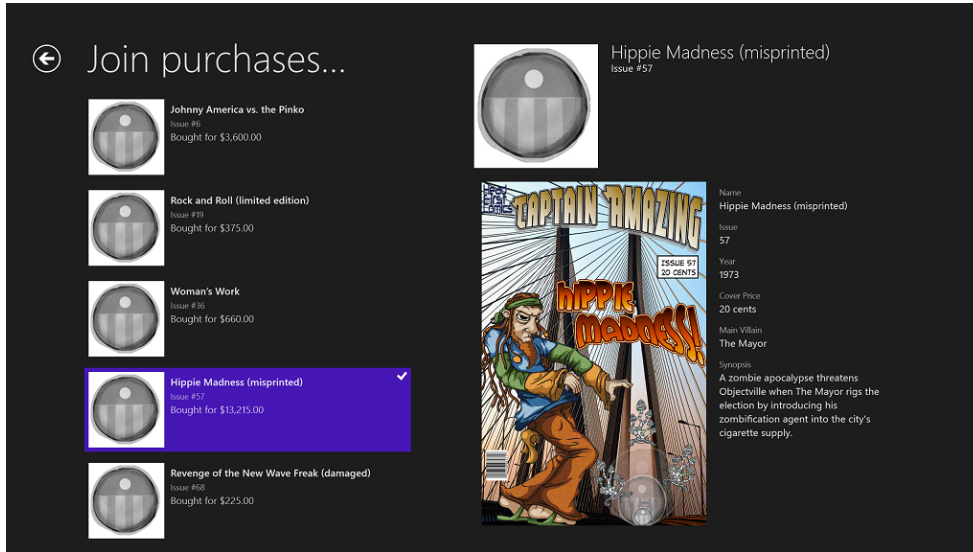 Join purchases...
Johnny America vs. the Pinko
Issue #6
Bought for $3,600.00
Rock and Roll (limited edition)
Issue #19
Bought for $375.00
Woman's Work
Issue #36
Bought for $660.00
Hippie Madness (misprinted)
Issue #57
Bought for $13,215.00
Revenge of the New Wave Freak (damaged)
Issue #68
Bought for $225.00
Hippie Madness (misprinted)
Issue #57
Head
First
Comics
CAPTAIN AMAZING
ISSUE 57
20 CENTS
HIPPIE
MADNESS!
Name
Hippie Madness (misprinted)
Issue
57
Year
1973
Cover Price
20 cents
Main Villain
The Mayor
Synopsis
A zombie apocalypse threatens
Objectville when The Mayor rigs the
election by introducing his
zombification agent into the city's
cigarette supply.